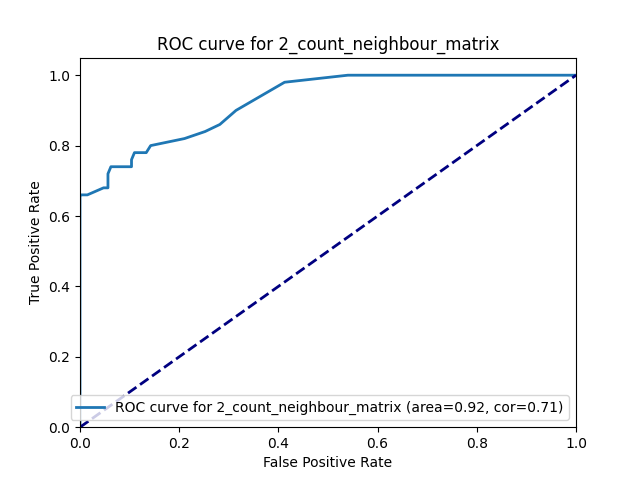 ROC curve for 2_count_neighbour_matrix
1.0
0.8
0.6
0.4
0.2
0.0
True Positive Rate
ROC curve for 2_count_neighbour_matrix (area=0.92, cor=0.71)
0.0 0.2 0.4 0.6 0.8 1.0
False Positive Rate